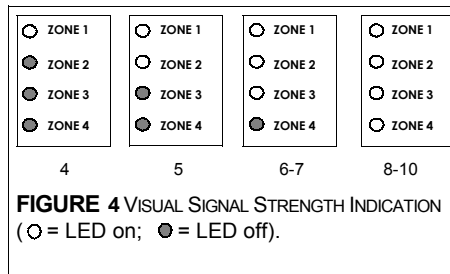 ZONE 1 ZONE 1 ZONE 1 ZONE 1
ZONE 2 ZONE 2 ZONE 2 ZONE 2
ZONE 3 ZONE 3 ZONE 3 ZONE 3
ZONE 4 ZONE 4 ZONE 4 ZONE 4
4 5 6-7 8-10
FIGURE 4 VISUAL SIGNAL STRENGTH INDICATION
( = LED on; = LED off).